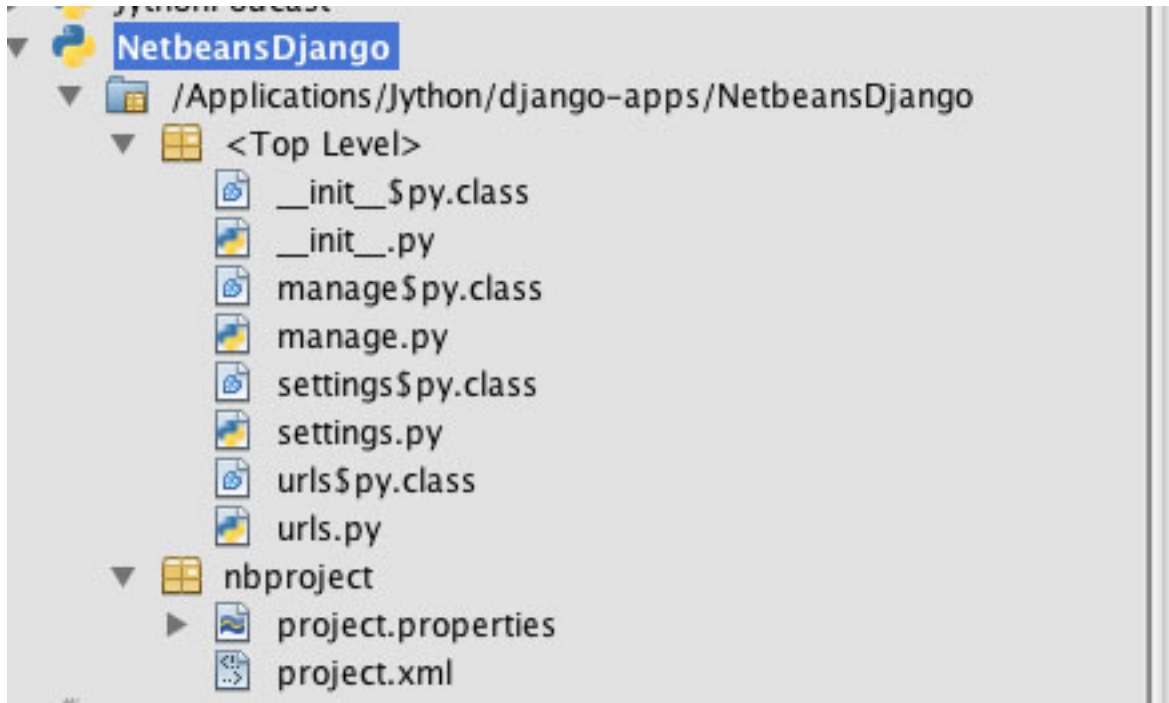 NetbeansDjango
/Applications/Jython/django-apps/NetbeansDjango
<Top Level>
__init__$py.class
__init__.py
manage$py.class
manage.py
settings$py.class
settings.py
urls$py.class
urls.py
nbproject
project.properties
project.xml